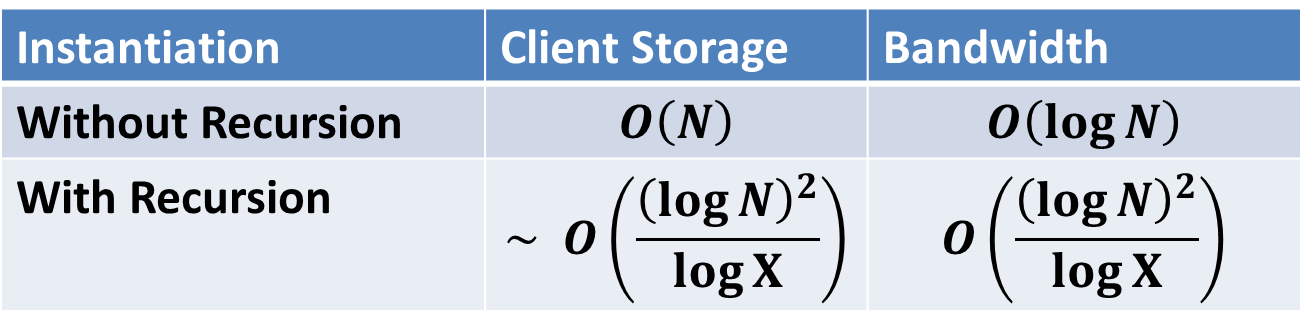 Instantiation Client Storage Bandwidth
Without Recursion O(N) O(log N)
With Recursion ~ O((log N)² / log X) O((log N)² / log X)